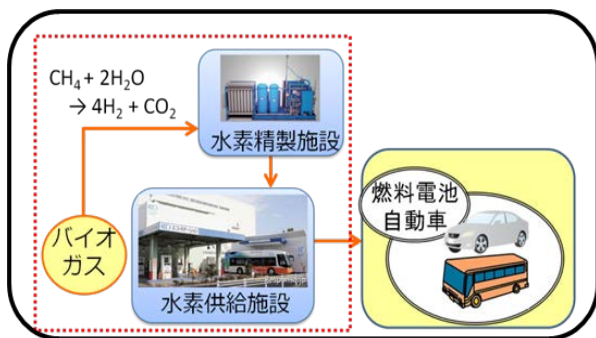 CH₄ + 2H₂O
→ 4H₂ + CO₂
水素精製施設
燃料電池
自動車
バイオ
ガス
水素供給施設